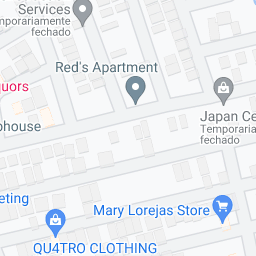 Services
Temporariamente
fechado
Red's Apartment
Japan Ce
Temporaria
fechado
Mary Lorejas Store
QU4TRO CLOTHING